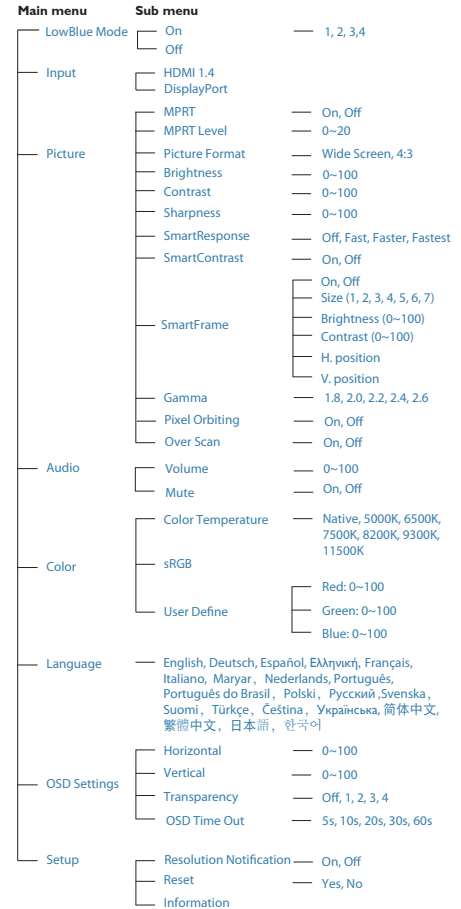 Main menu Sub menu
LowBlue Mode On 1, 2, 3,4
Off
Input HDMI 1.4
DisplayPort
MPRT On, Off
MPRT Level 0~20
Picture Picture Format Wide Screen, 4:3
Brightness 0~100
Contrast 0~100
Sharpness 0~100
SmartResponse Off, Fast, Faster, Fastest
SmartContrast On, Off
On, Off
Size (1, 2, 3, 4, 5, 6, 7)
SmartFrame Brightness (0~100)
Contrast (0~100)
H. position
V. position
Gamma 1.8, 2.0, 2.2, 2.4, 2.6
Pixel Orbiting On, Off
Over Scan On, Off
Audio Volume 0~100
Mute On, Off
Color Temperature Native, 5000K, 6500K,
7500K, 8200K, 9300K,
11500K
Color sRGB
Red: 0~100
User Define Green: 0~100
Blue: 0~100
Language English, Deutsch, Español, Ελληνική, Français,
Italiano, Maryar, Nederlands, Português,
Português do Brasil, Polski, Русский ,Svenska,
Suomi, Türkçe, Čeština, Українська, 简体中文,
繁體中文, 日本語, 한국어
Horizontal 0~100
Vertical 0~100
OSD Settings Transparency Off, 1, 2, 3, 4
OSD Time Out 5s, 10s, 20s, 30s, 60s
Setup Resolution Notification On, Off
Reset Yes, No
Information